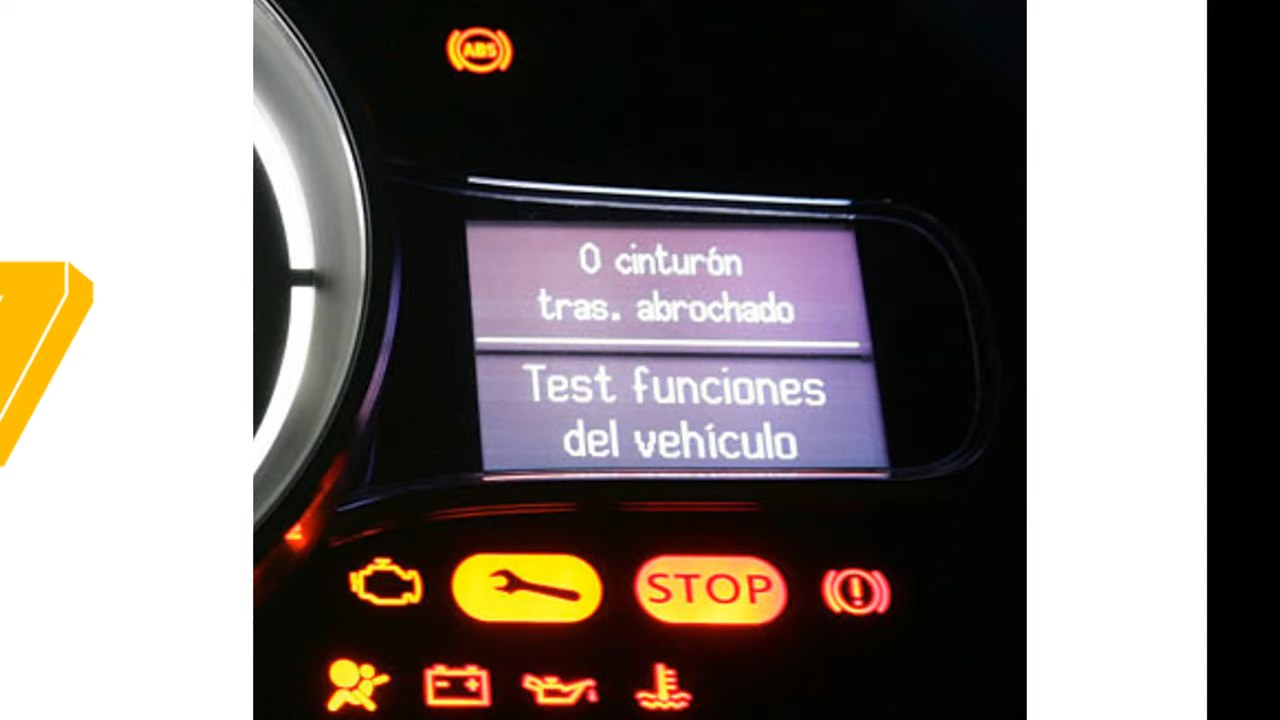 ABS
0 cinturón
tras. abrochado
Test funciones
del vehículo
STOP